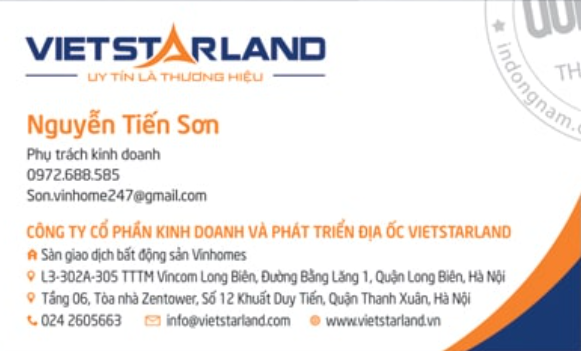 VIETSTARLAND
UY TÍN LÀ THƯƠNG HIỆU
Nguyễn Tiến Sơn
Phụ trách kinh doanh
0972.688.585
Son.vinhome247@gmail.com
CÔNG TY CỔ PHẦN KINH DOANH VÀ PHÁT TRIỂN ĐỊA ỐC VIETSTARLAND
Sàn giao dịch bất động sản Vinhomes
L3-302A-305 TTTM Vincom Long Biên, Đường Bằng Lăng 1, Quận Long Biên, Hà Nội
Tầng 06, Tòa nhà Zentower, Số 12 Khuất Duy Tiến, Quận Thanh Xuân, Hà Nội
024 2605663 info@vietstarland.com www.vietstarland.vn
indongnam.